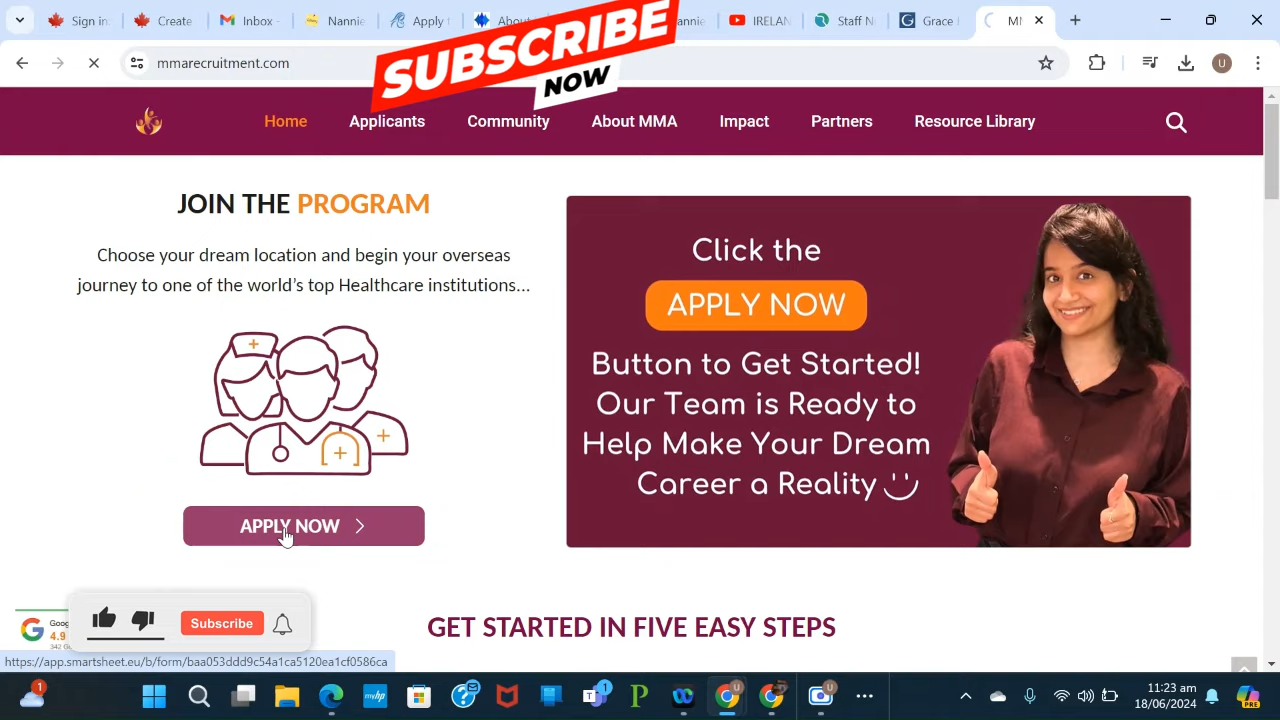 Sign in
Create
Gmail
Inbox -
Nannie
Apply f
About
annie
IRELAN
Staff N
Grace
MM
SUBSCRIBE
NOW
mmarecruitment.com
U
Home Applicants Community About MMA Impact Partners Resource Library
JOIN THE PROGRAM
Choose your dream location and begin your overseas
journey to one of the world's top Healthcare institutions...
APPLY NOW
Click the
APPLY NOW
Button to Get Started!
Our Team is Ready to
Help Make Your Dream
Career a Reality
Goog
4.9
342 G
Subscribe
GET STARTED IN FIVE EASY STEPS
https://app.smartsheet.eu/b/form/baa053ddd9c54a1ca5120ea1cf0586ca
11:23 am
18/06/2024